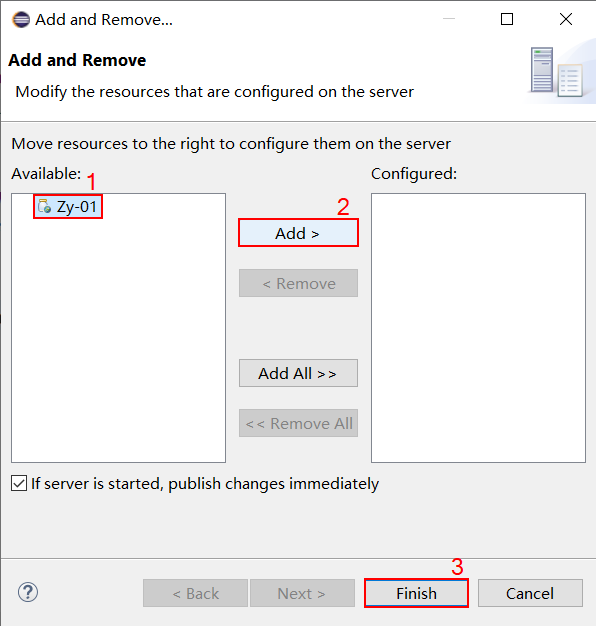 Add and Remove...
Add and Remove
Modify the resources that are configured on the server
Move resources to the right to configure them on the server
Available:
1
Configured:
Zy-01
2
Add >
< Remove
Add All >>
<< Remove All
If server is started, publish changes immediately
3
?
< Back
Next >
Finish
Cancel